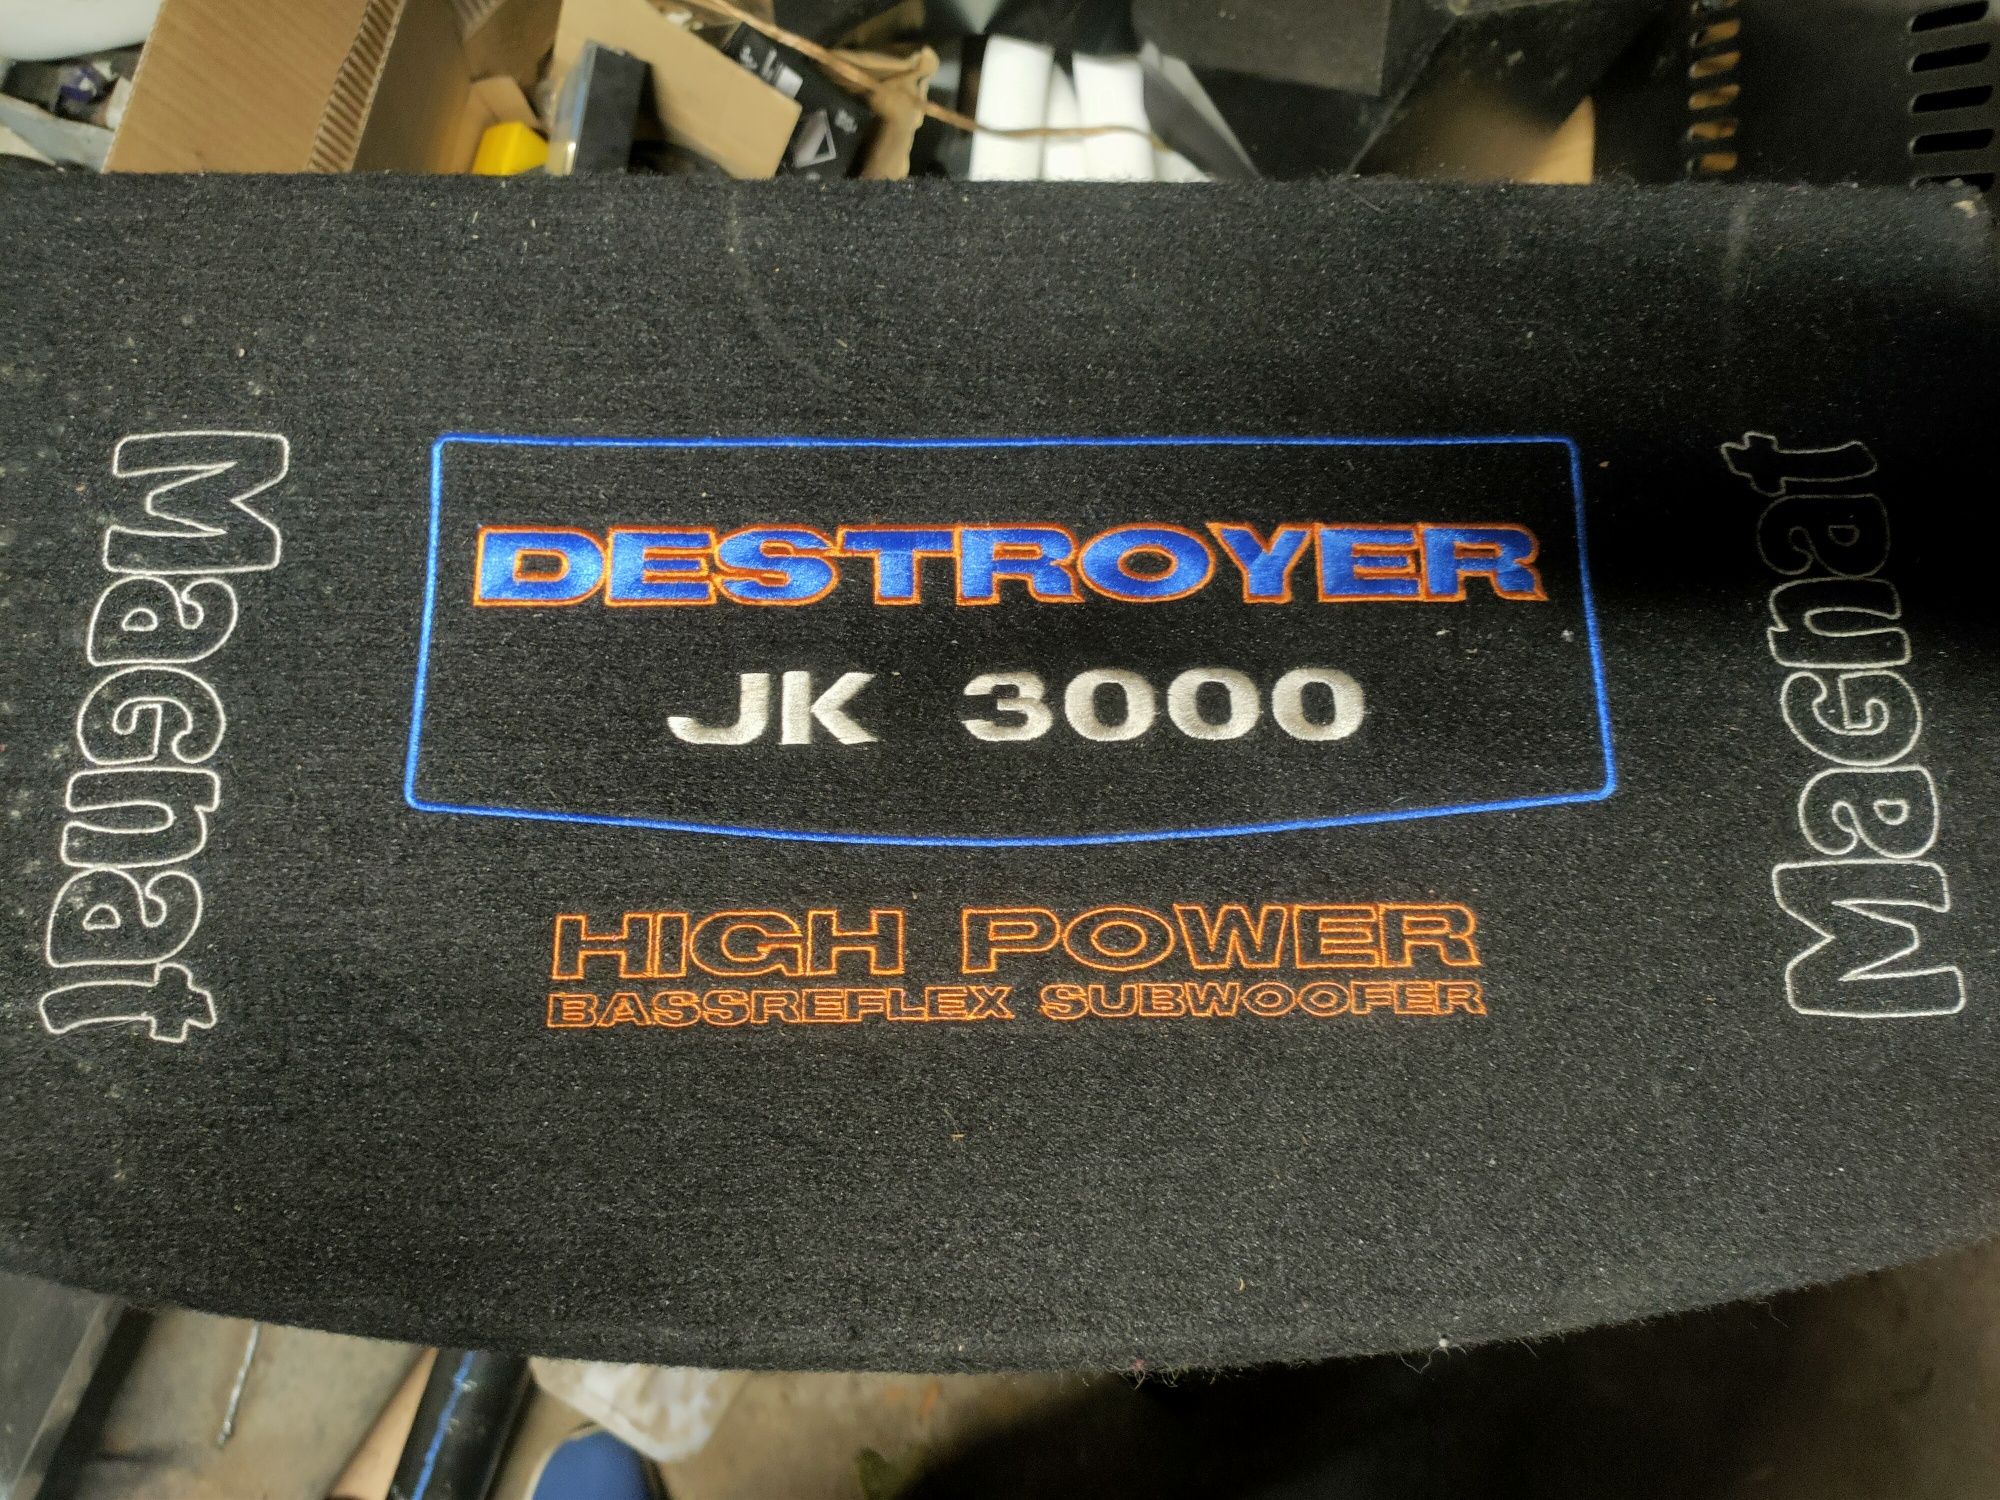 Magnat
DESTROYER
JK 3000
HIGH POWER
BASSREFLEX SUBWOOFER
Magnat